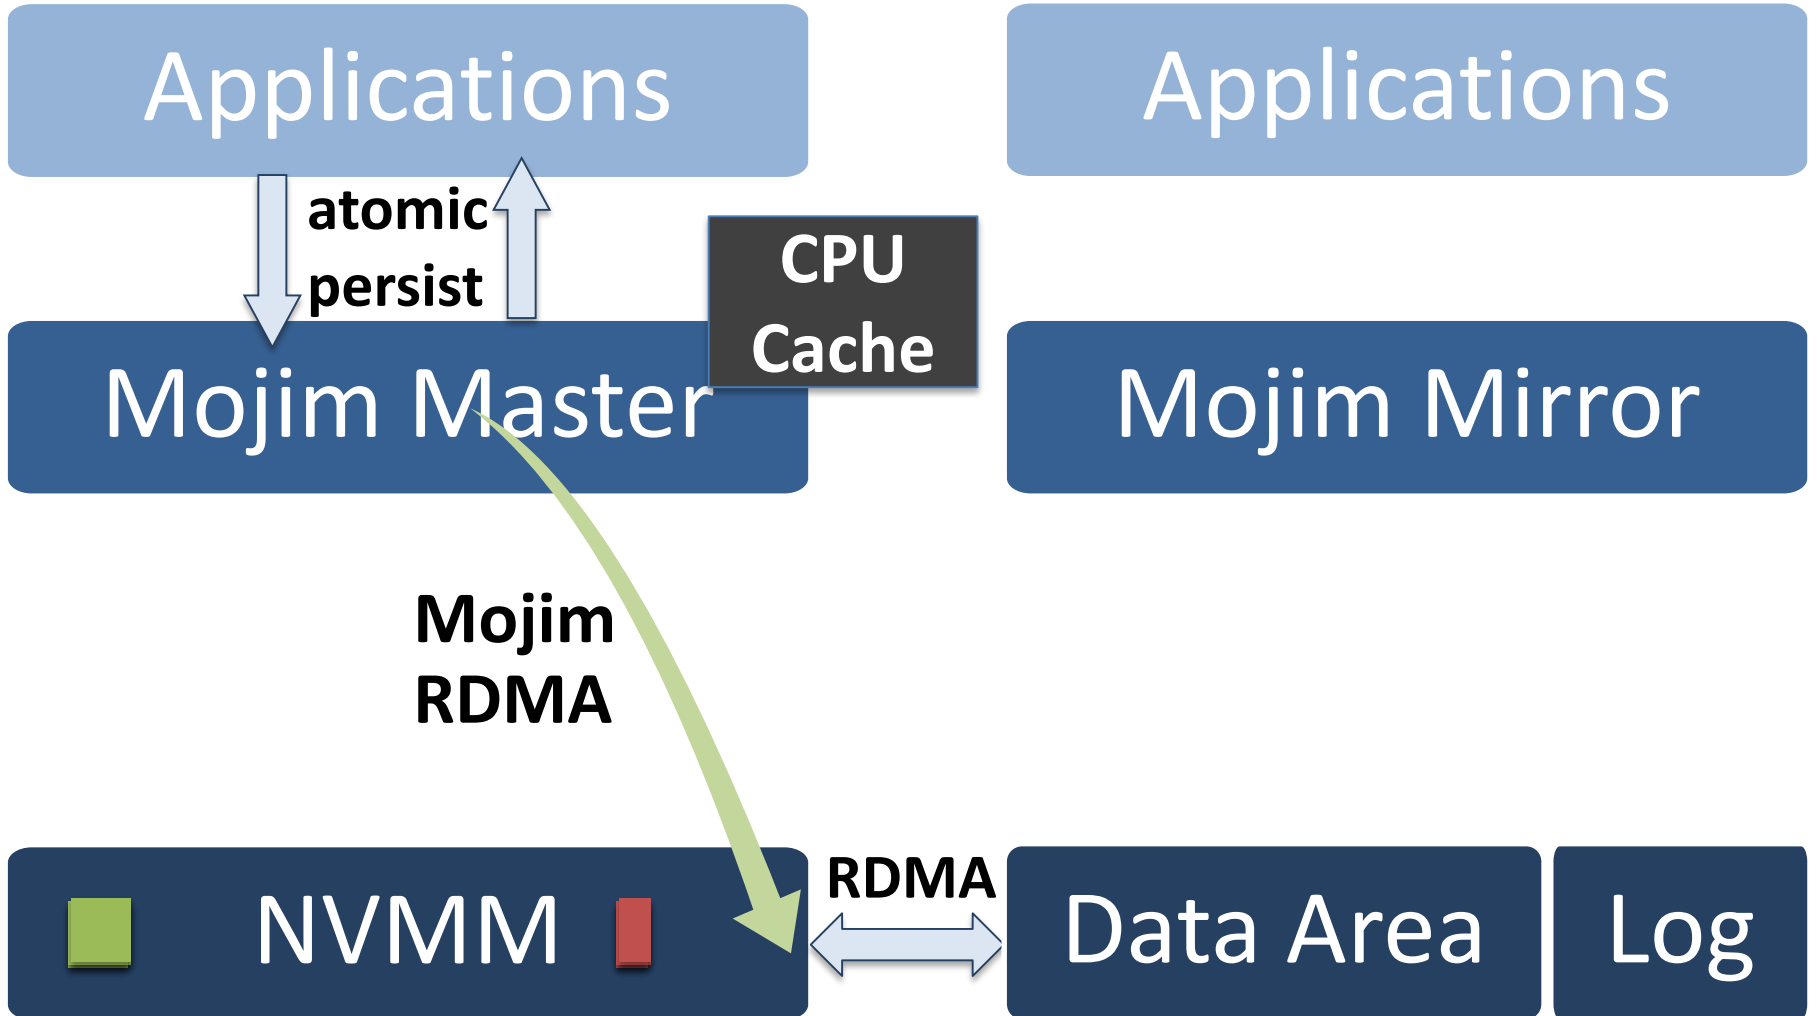 Applications
Applications
atomic
persist
CPU
Cache
Mojim Master
Mojim Mirror
Mojim
RDMA
RDMA
NVMM
Data Area
Log